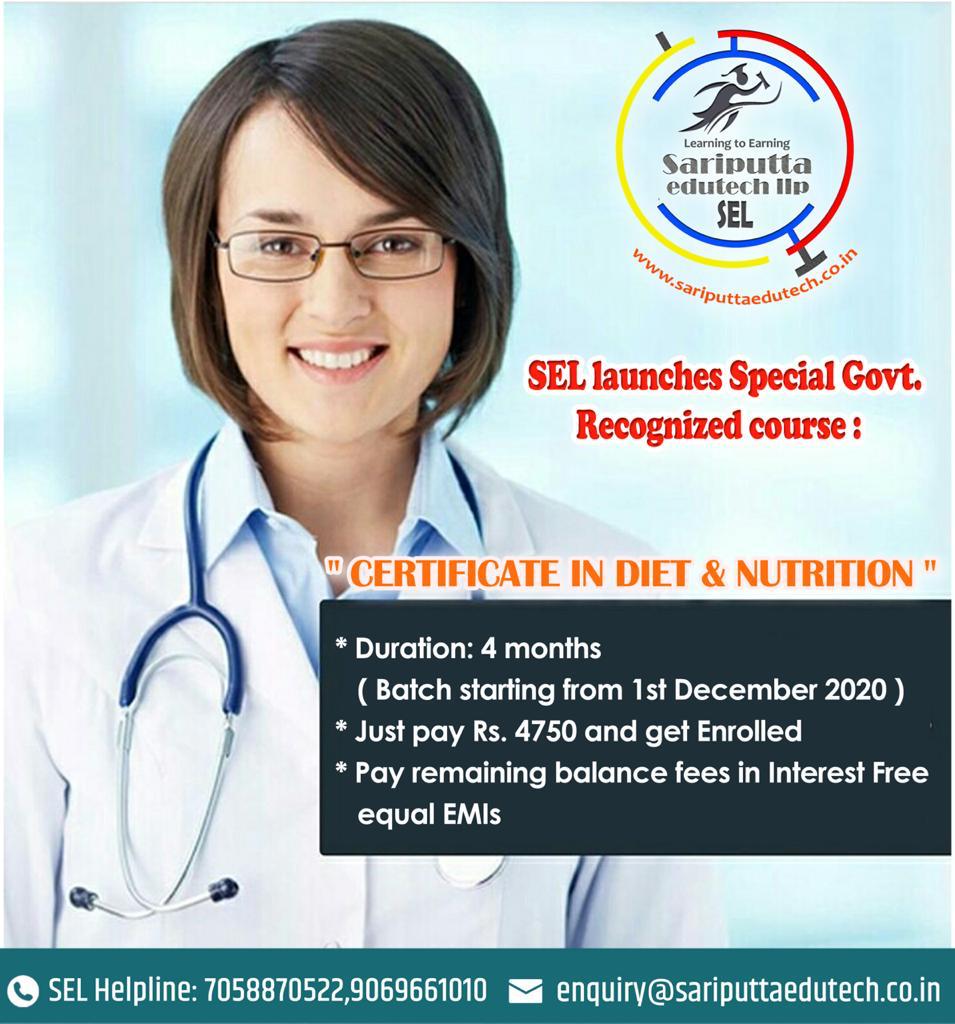 Learning to Earning
Sariputta
edutech llp
SEL
www.sariputtaedutech.co.in
SEL launches Special Govt.
Recognized course :
" CERTIFICATE IN DIET & NUTRITION "
* Duration: 4 months
( Batch starting from 1st December 2020 )
* Just pay Rs. 4750 and get Enrolled
* Pay remaining balance fees in Interest Free
equal EMIs
SEL Helpline: 7058870522,9069661010
enquiry@sariputtaedutech.co.in